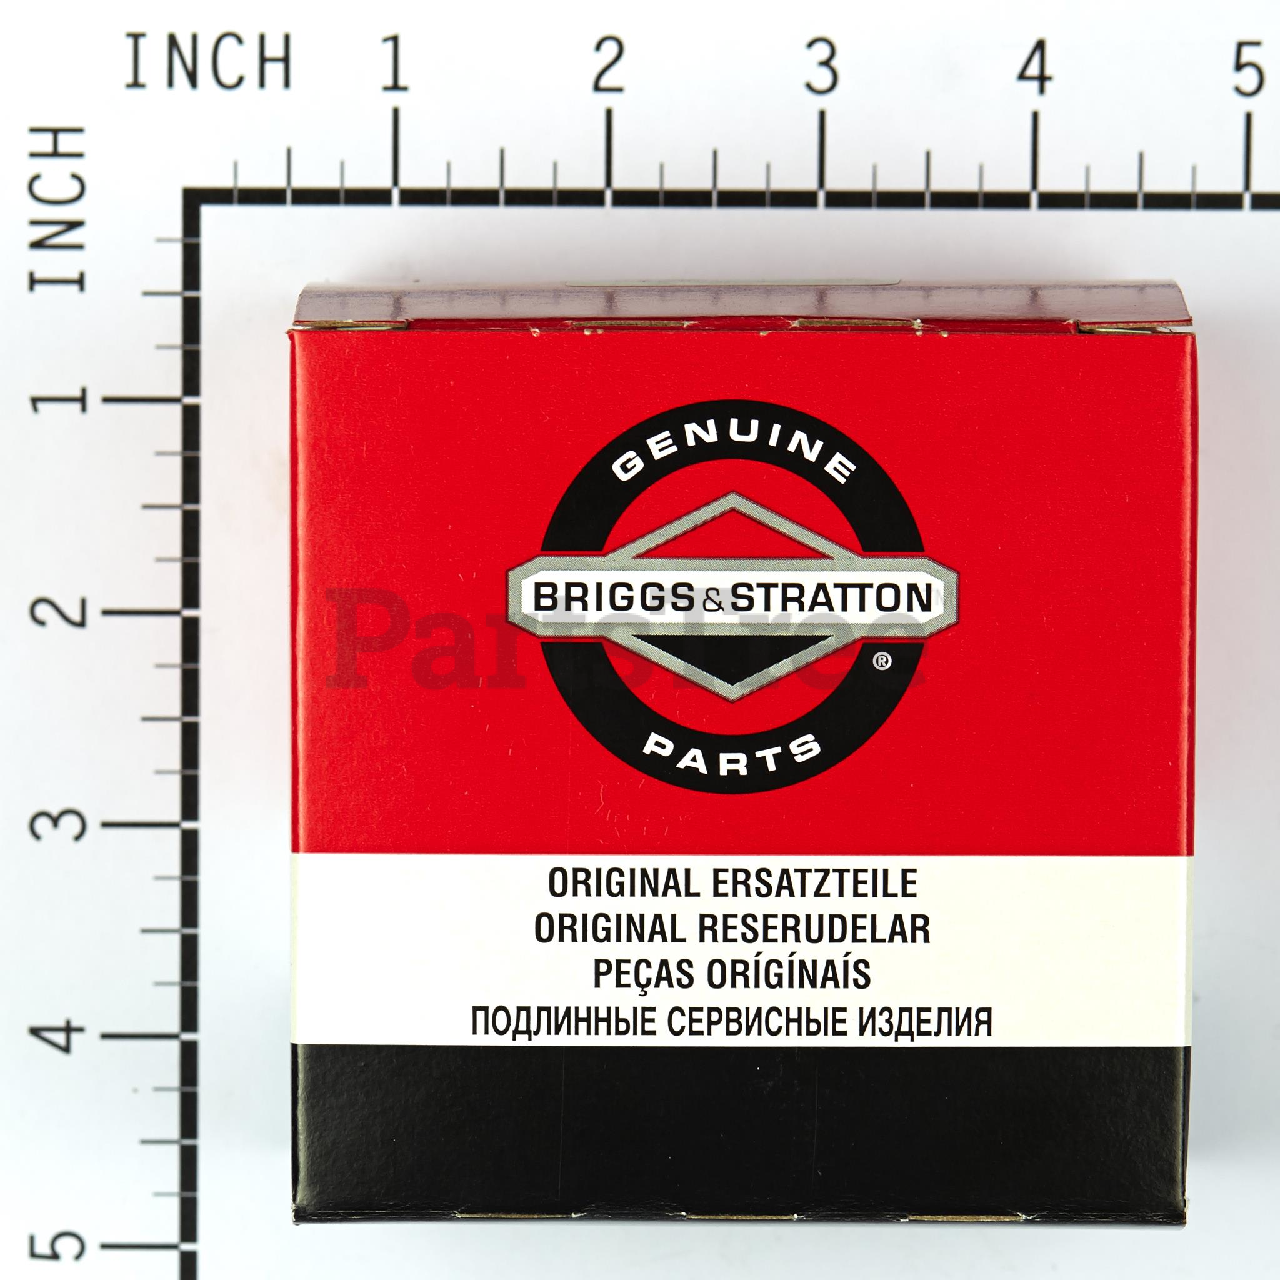 INCH 1 2 3 4 5
INCH
1
2
3
4
5
GENUINE
BRIGGS & STRATTON
®
PARTS
PartsTree
ORIGINAL ERSATZTEILE
ORIGINAL RESERUDELAR
PEÇAS ORÍGÍNAÍS
ПОДЛИННЫЕ СЕРВИСНЫЕ ИЗДЕЛИЯ